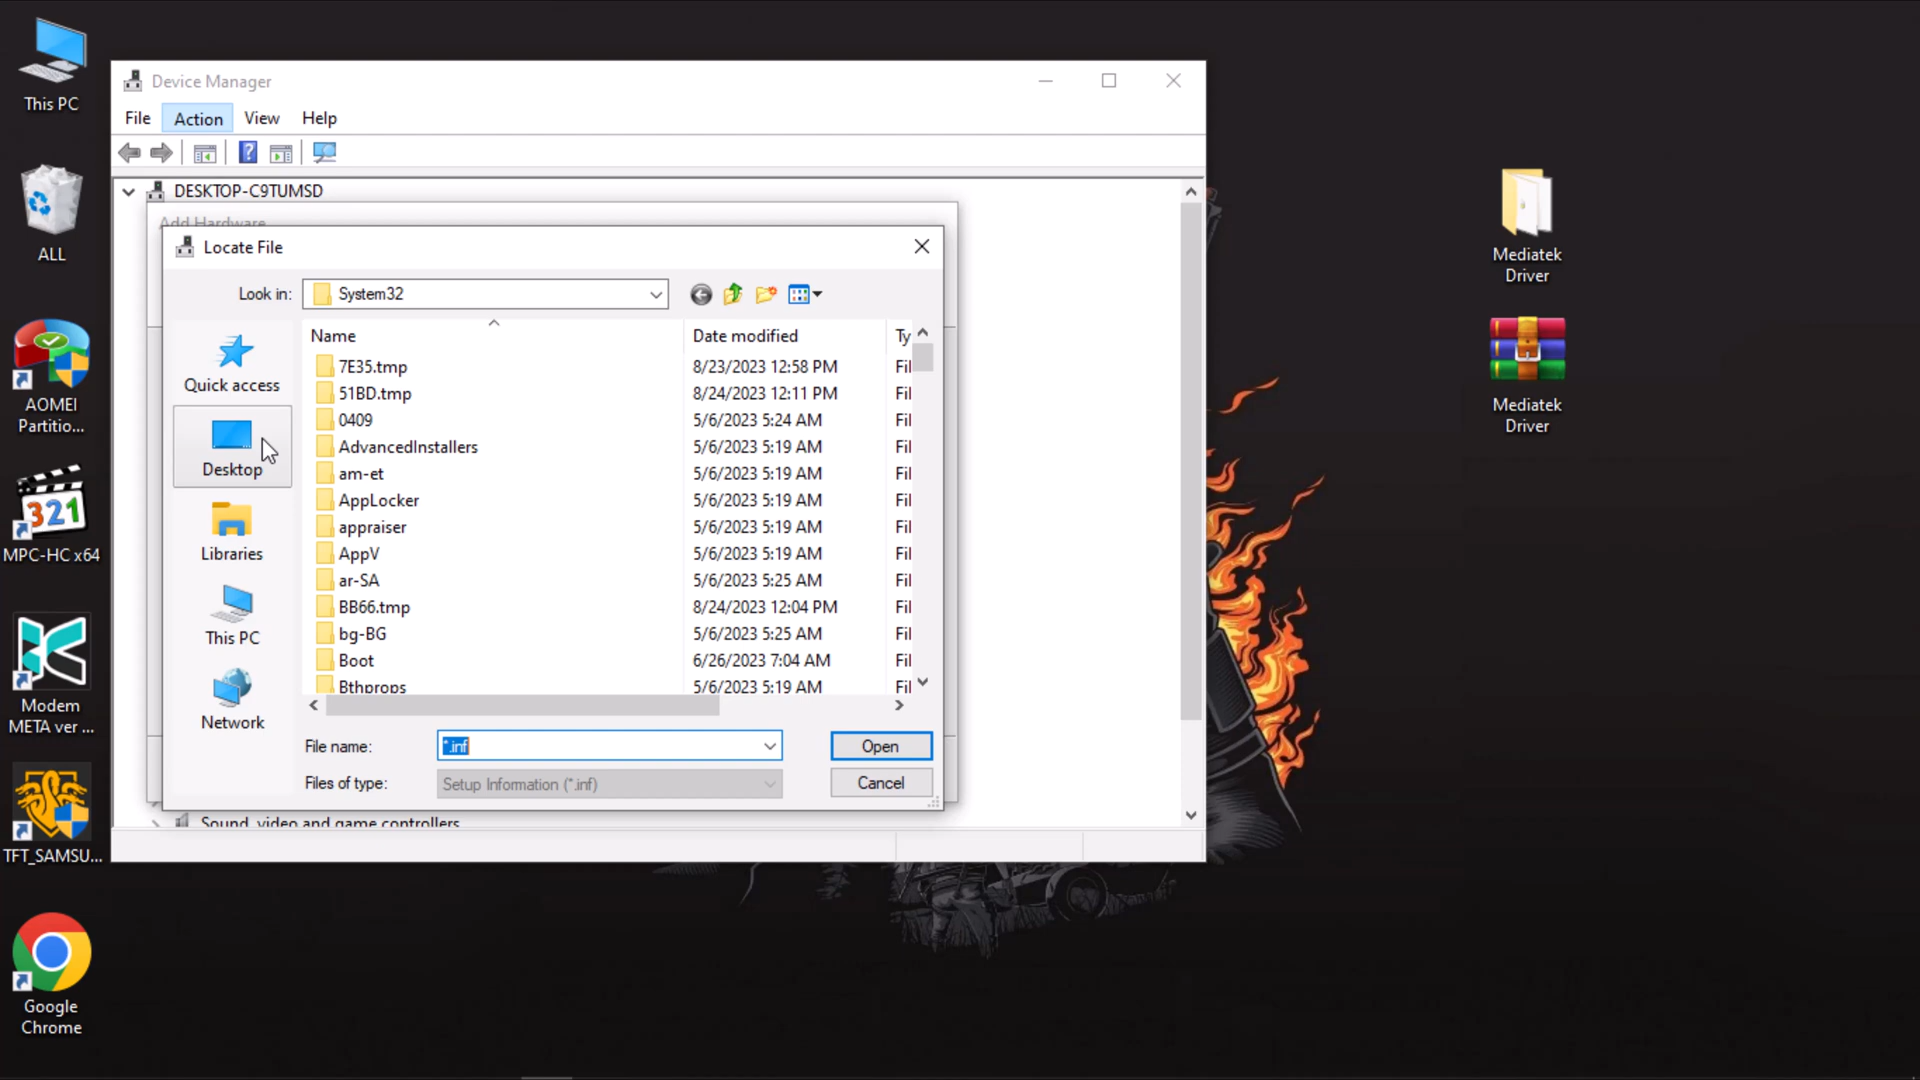 This PC
ALL
AOMEI
Partitio...
MPC-HC x64
Modem
META ver ...
TFT_SAMSU...
Google
Chrome
Device Manager
File Action View Help
DESKTOP-C9TUMSD
Add Hardware
Locate File
Look in: System32
Quick access
Desktop
Libraries
This PC
Network
Name Date modified Ty
7E35.tmp 8/23/2023 12:58 PM Fil
51BD.tmp 8/24/2023 12:11 PM Fil
0409 5/6/2023 5:24 AM Fil
AdvancedInstallers 5/6/2023 5:19 AM Fil
am-et 5/6/2023 5:19 AM Fil
AppLocker 5/6/2023 5:19 AM Fil
appraiser 5/6/2023 5:19 AM Fil
AppV 5/6/2023 5:19 AM Fil
ar-SA 5/6/2023 5:25 AM Fil
BB66.tmp 8/24/2023 12:04 PM Fil
bg-BG 5/6/2023 5:25 AM Fil
Boot 6/26/2023 7:04 AM Fil
Bthprops 5/6/2023 5:19 AM Fil
File name: *.inf Open
Files of type: Setup Information (*.inf) Cancel
Sound, video and game controllers
Mediatek
Driver
Mediatek
Driver
321